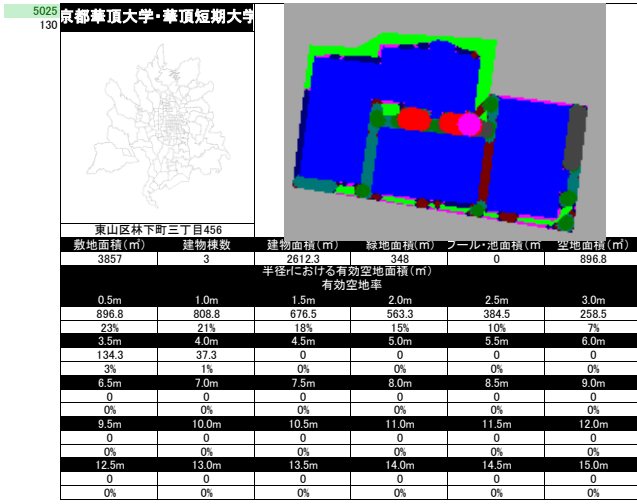 5025
130
京都華頂大学・華頂短期大学
東山区林下町三丁目456
敷地面積(㎡) 建物棟数 建物面積(㎡) 緑地面積(㎡) プール・池面積(㎡ 空地面積(㎡)
3857 3 2612.3 348 0 896.8
半径rにおける有効空地面積(㎡)
有効空地率
0.5m 1.0m 1.5m 2.0m 2.5m 3.0m
896.8 808.8 676.5 563.3 384.5 258.5
23% 21% 18% 15% 10% 7%
3.5m 4.0m 4.5m 5.0m 5.5m 6.0m
134.3 37.3 0 0 0 0
3% 1% 0% 0% 0% 0%
6.5m 7.0m 7.5m 8.0m 8.5m 9.0m
0 0 0 0 0 0
0% 0% 0% 0% 0% 0%
9.5m 10.0m 10.5m 11.0m 11.5m 12.0m
0 0 0 0 0 0
0% 0% 0% 0% 0% 0%
12.5m 13.0m 13.5m 14.0m 14.5m 15.0m
0 0 0 0 0 0
0% 0% 0% 0% 0% 0%